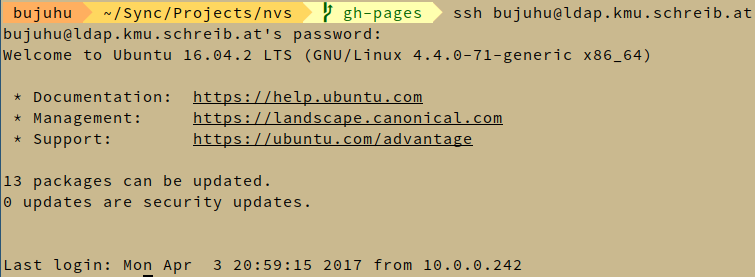 bujuhu ~/Sync/Projects/nvs gh-pages ssh bujuhu@ldap.kmu.schreib.at
bujuhu@ldap.kmu.schreib.at's password:
Welcome to Ubuntu 16.04.2 LTS (GNU/Linux 4.4.0-71-generic x86_64)
* Documentation: https://help.ubuntu.com
* Management: https://landscape.canonical.com
* Support: https://ubuntu.com/advantage
13 packages can be updated.
0 updates are security updates.
Last login: Mon Apr 3 20:59:15 2017 from 10.0.0.242